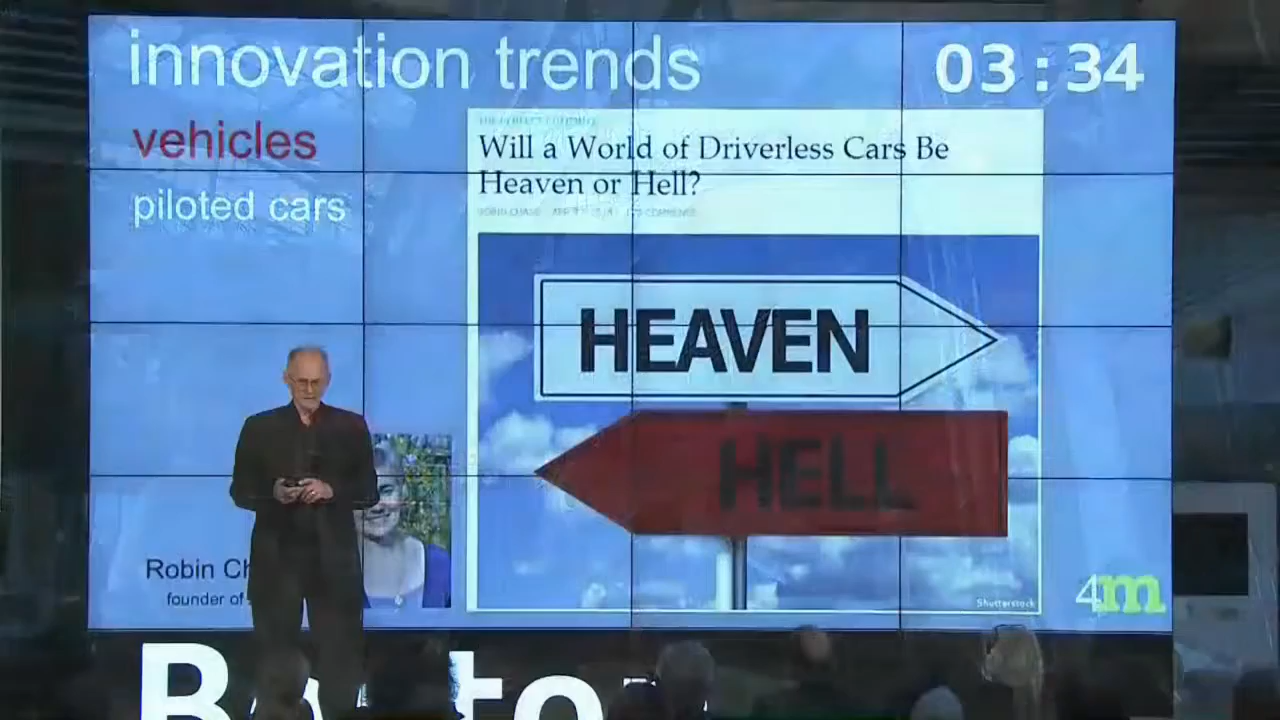 innovation trends
03:34
vehicles
piloted cars
Will a World of Driverless Cars Be
Heaven or Hell?
HEAVEN
HELL
Robin
founder of
Shutterstock
4m